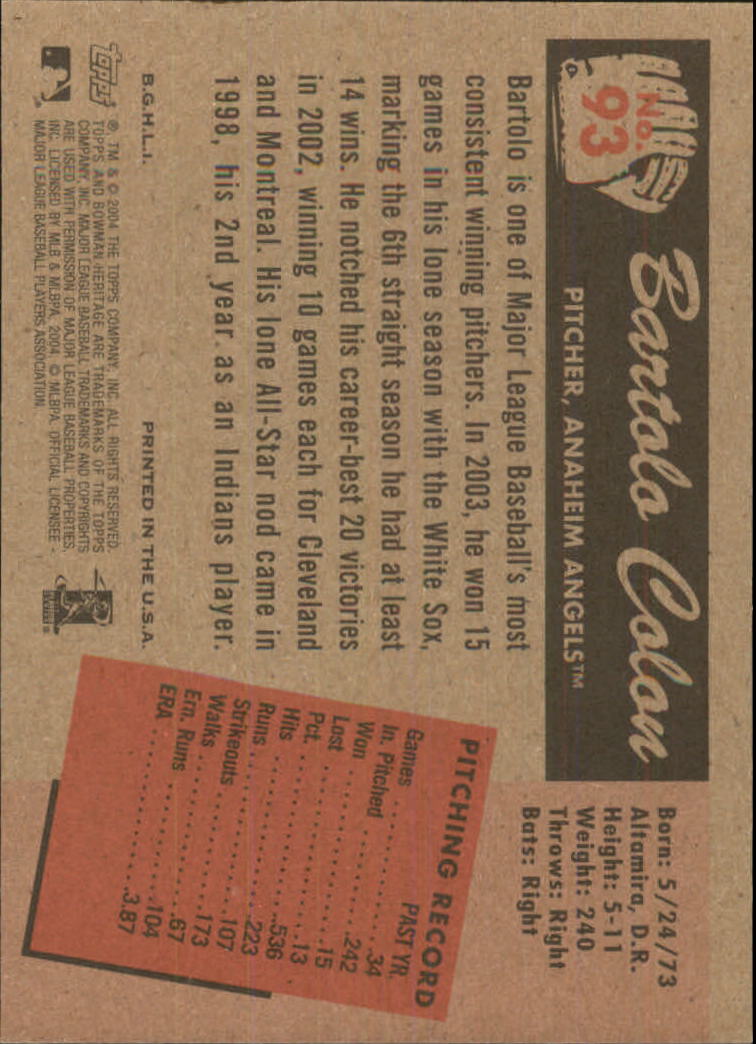 No.
93
Bartolo Colon
PITCHER, ANAHEIM ANGELS™
Born: 5/24/73
Altamira, D.R.
Height: 5-11
Weight: 240
Throws: Right
Bats: Right
Bartolo is one of Major League Baseball's most
consistent winning pitchers. In 2003, he won 15
games in his lone season with the White Sox,
marking the 6th straight season he had at least
14 wins. He notched his career-best 20 victories
in 2002, winning 10 games each for Cleveland
and Montreal. His lone All-Star nod came in
1998, his 2nd year as an Indians player.
PITCHING RECORD
PAST YR.
Games . . . . . . . . . . . . . . .34
In. Pitched . . . . . . . . . .242
Won . . . . . . . . . . . . . . . . .15
Lost . . . . . . . . . . . . . . . . .13
Pct. . . . . . . . . . . . . . . . .536
Hits . . . . . . . . . . . . . . . .223
Runs . . . . . . . . . . . . . . .107
Strikeouts . . . . . . . . . .173
Walks . . . . . . . . . . . . . . .67
Ern. Runs . . . . . . . . . . .104
ERA . . . . . . . . . . . . . . .3.87
B.G.H.L.I. PRINTED IN THE U.S.A.
Topps ® TM & © 2004 THE TOPPS COMPANY, INC. ALL RIGHTS RESERVED.
TOPPS AND BOWMAN HERITAGE ARE TRADEMARKS OF THE TOPPS
COMPANY, INC. MAJOR LEAGUE BASEBALL TRADEMARKS AND COPYRIGHTS
ARE USED WITH PERMISSION OF MAJOR LEAGUE BASEBALL PROPERTIES,
INC. LICENSED BY MLB & MLBPA, 2004. © MLBPA. OFFICIAL LICENSEE -
MAJOR LEAGUE BASEBALL PLAYERS ASSOCIATION.